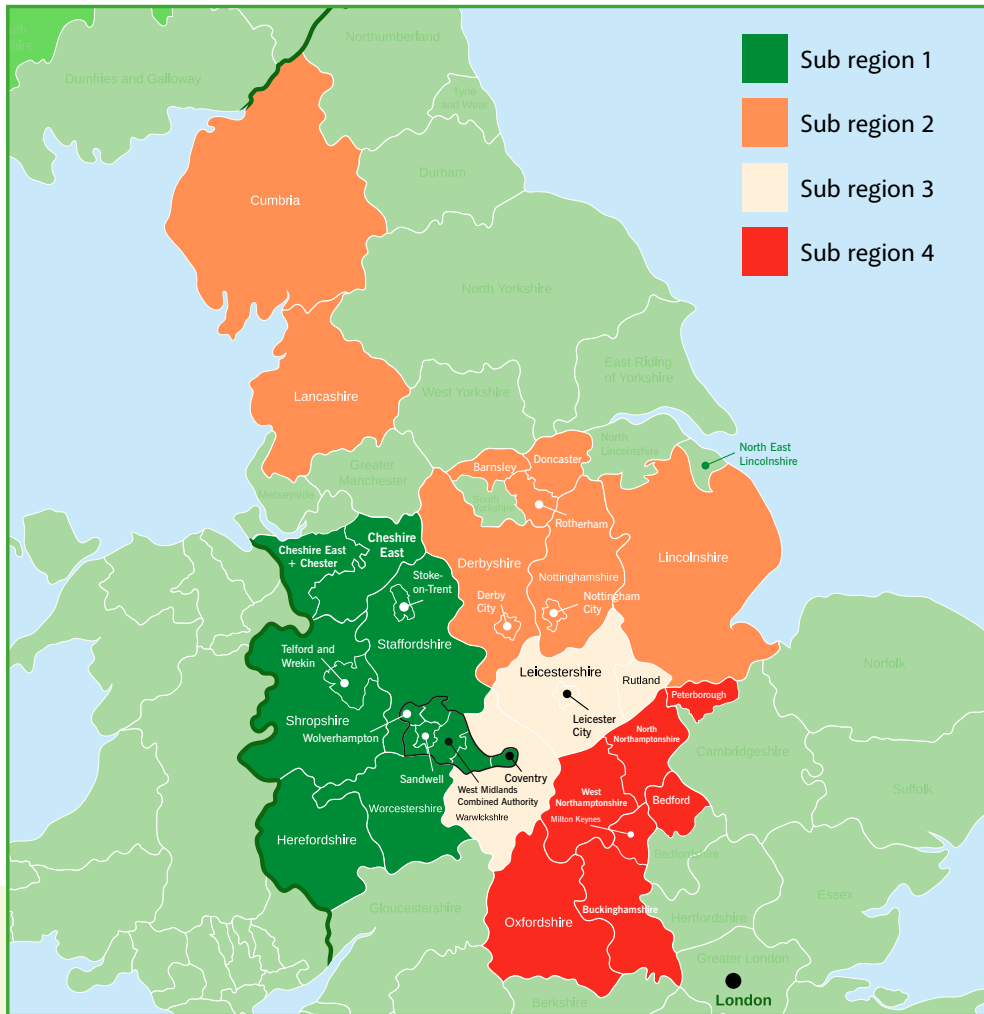 Sub region 1
Sub region 2
Sub region 3
Sub region 4
Northumberland
Dumfries and Galloway
Tyne
and Wear
Durham
Cumbria
North Yorkshire
East Riding
of Yorkshire
West Yorkshire
Lancashire
North
Lincolnshire
North East
Lincolnshire
Greater
Manchester
Merseyside
Barnsley
Doncaster
South
Yorkshire
Rotherham
Cheshire East
+ Chester
Cheshire
East
Derbyshire
Lincolnshire
Nottinghamshire
Stoke-
on-Trent
Derby
City
Nottingham
City
Staffordshire
Telford and
Wrekin
Leicestershire
Rutland
Norfolk
Peterborough
Shropshire
Wolverhampton
Leicester
City
North
Northamptonshire
Cambridgeshire
Sandwell
West Midlands
Combined Authority
Coventry
Suffolk
Worcestershire
Warwickshire
West
Northamptonshire
Bedford
Milton Keynes
Herefordshire
Bedfordshire
Essex
Gloucestershire
Oxfordshire
Buckinghamshire
Hertfordshire
Greater London
London
Berkshire